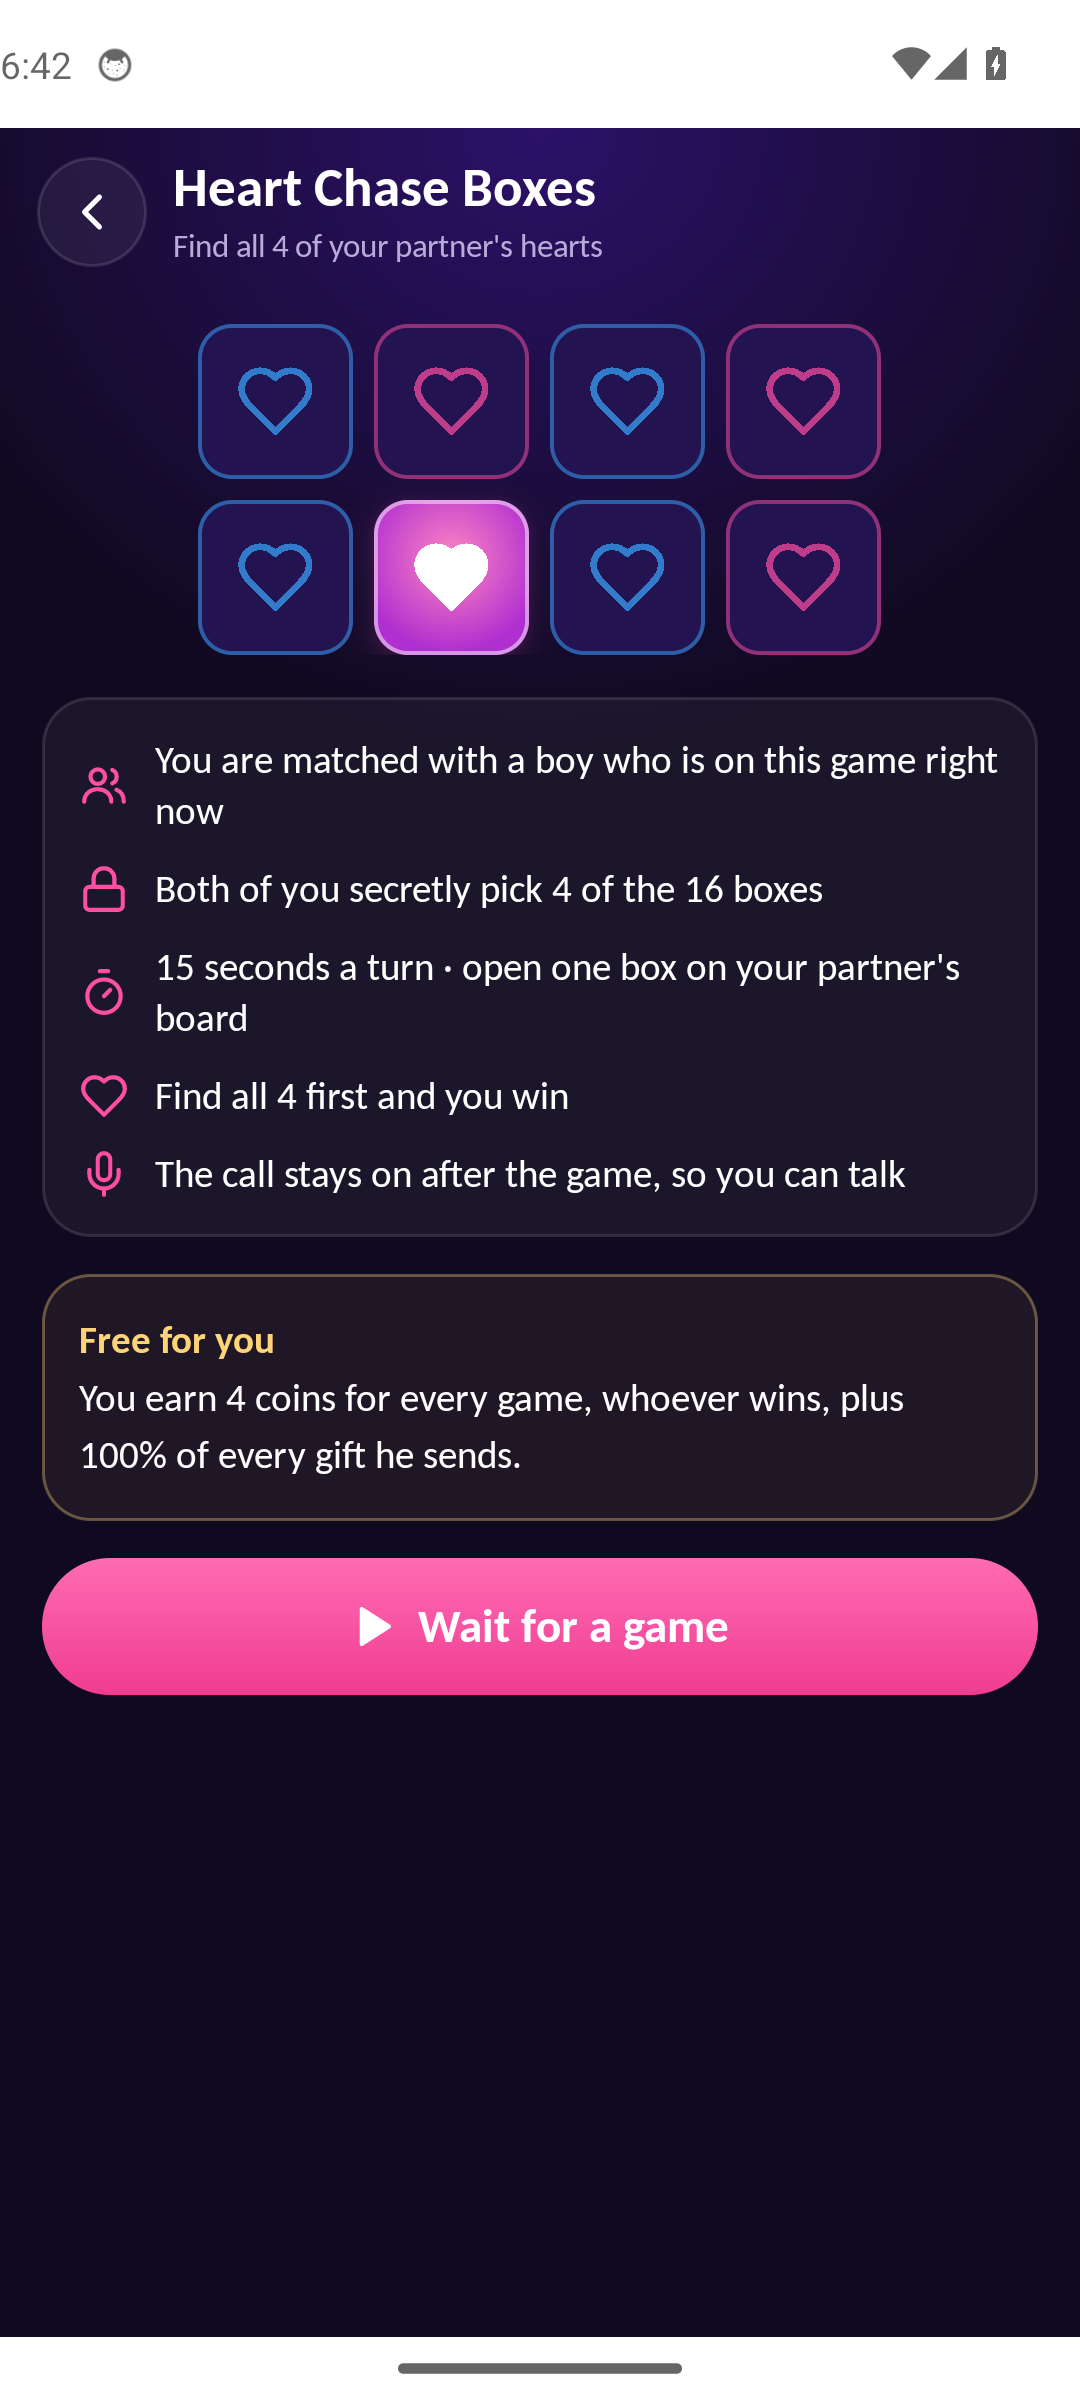 6:42
Heart Chase Boxes
Find all 4 of your partner's hearts
You are matched with a boy who is on this game right
now
Both of you secretly pick 4 of the 16 boxes
15 seconds a turn · open one box on your partner's
board
Find all 4 first and you win
The call stays on after the game, so you can talk
Free for you
You earn 4 coins for every game, whoever wins, plus
100% of every gift he sends.
Wait for a game